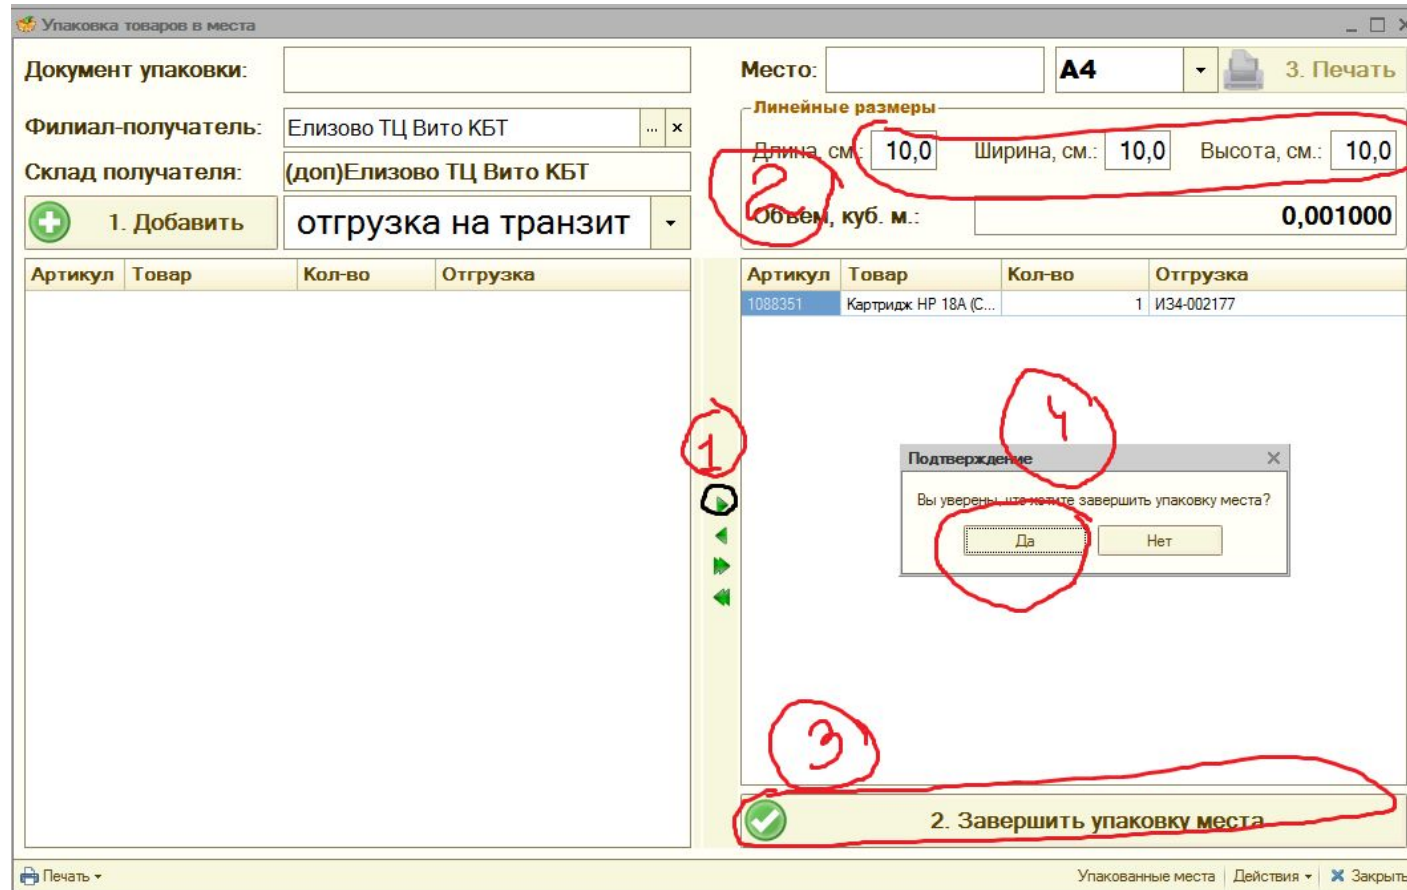 Упаковка товаров в места
Документ упаковки:
Место:
A4
3. Печать
Линейные размеры
Филиал-получатель:
Елизово ТЦ Вито КБТ
... ×
Длина, см.: 10,0 Ширина, см.: 10,0 Высота, см.: 10,0
2
Склад получателя:
(доп)Елизово ТЦ Вито КБТ
1. Добавить
отгрузка на транзит
Объем, куб. м.: 0,001000
Артикул Товар Кол-во Отгрузка
Артикул Товар Кол-во Отгрузка
1088351 Картридж HP 18A (C... 1 И34-002177
1
4
Подтверждение
Вы уверены, что хотите завершить упаковку места?
Да Нет
3
2. Завершить упаковку места
Печать
Упакованные места Действия Закрыть